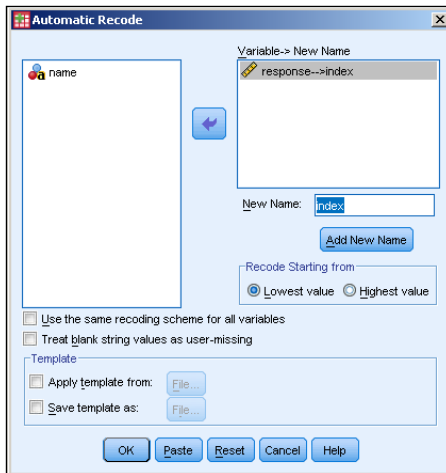 Automatic Recode
Variable-> New Name
name
response-->index
New Name:
index
Add New Name
Recode Starting from
Lowest value
Highest value
Use the same recoding scheme for all variables
Treat blank string values as user-missing
Template
Apply template from:
File...
Save template as:
File...
OK
Paste
Reset
Cancel
Help